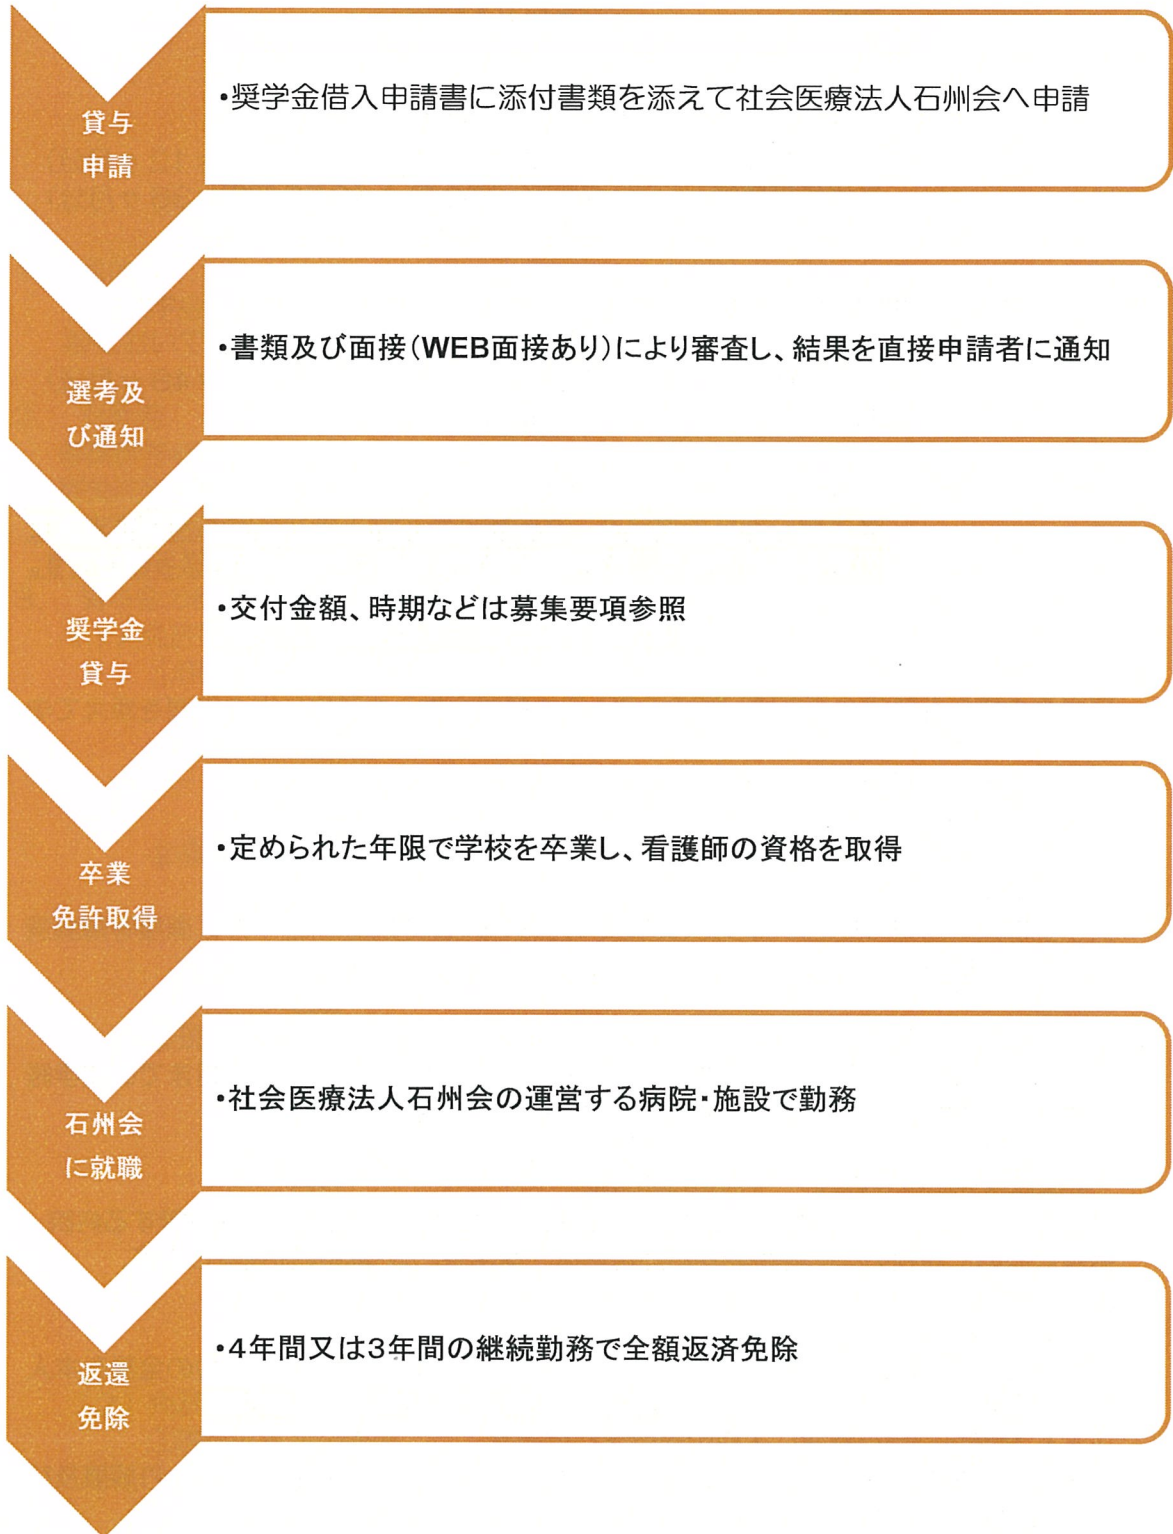 貸与
申請
・奨学金借入申請書に添付書類を添えて社会医療法人石州会へ申請
選考及
び通知
・書類及び面接(WEB面接あり)により審査し、結果を直接申請者に通知
奨学金
貸与
・交付金額、時期などは募集要項参照
卒業
免許取得
・定められた年限で学校を卒業し、看護師の資格を取得
石州会
に就職
・社会医療法人石州会の運営する病院・施設で勤務
返還
免除
・4年間又は3年間の継続勤務で全額返済免除